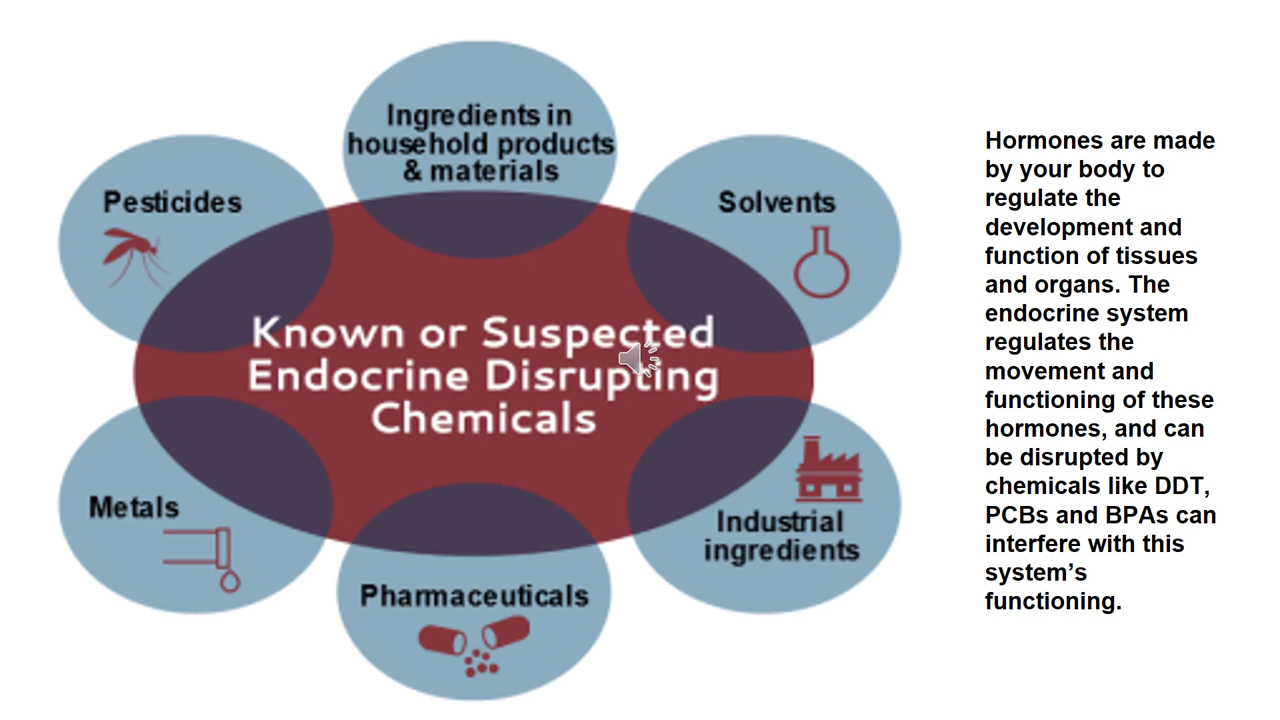 Ingredients in
household products
& materials
Pesticides
Solvents
Known or Suspected
Endocrine Disrupting
Chemicals
Metals
Industrial
ingredients
Pharmaceuticals
Hormones are made
by your body to
regulate the
development and
function of tissues
and organs. The
endocrine system
regulates the
movement and
functioning of these
hormones, and can
be disrupted by
chemicals like DDT,
PCBs and BPAs can
interfere with this
system’s
functioning.